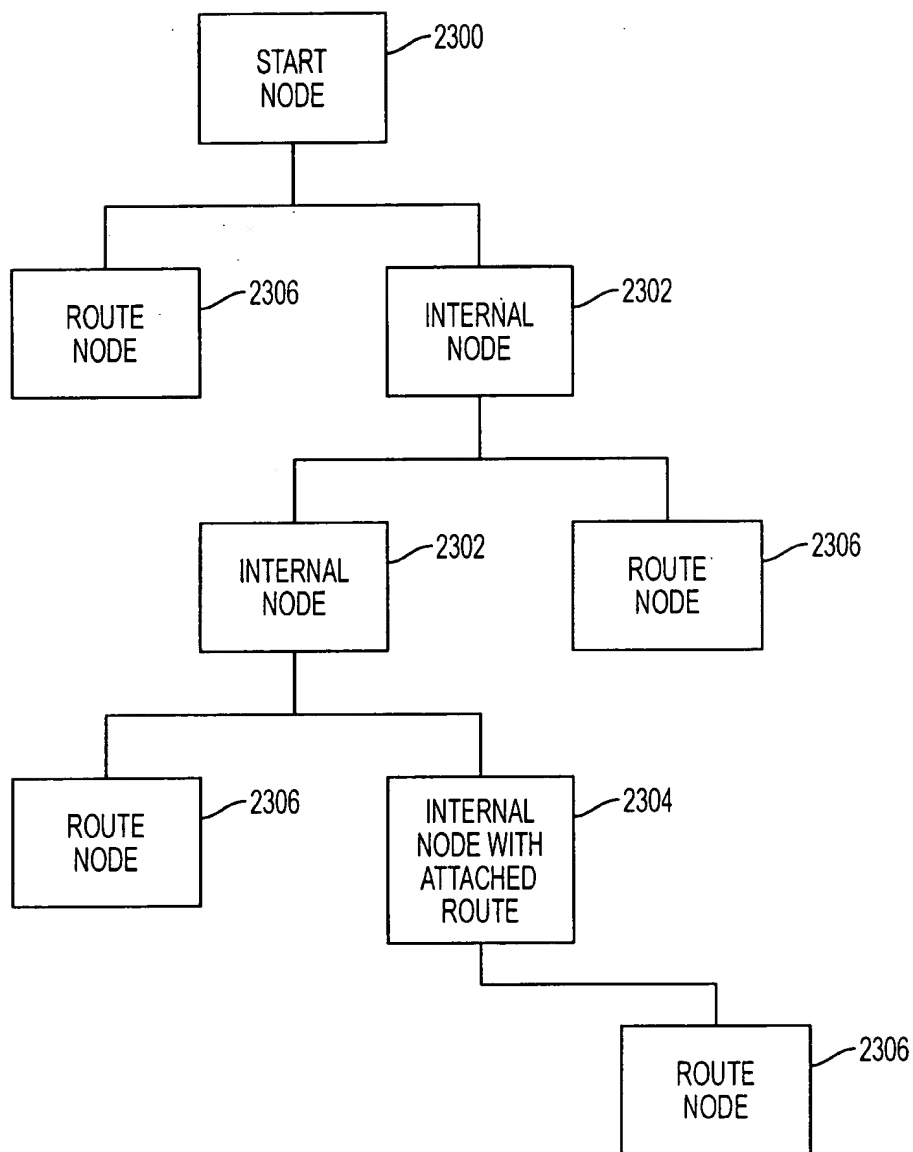 START
NODE
2300
ROUTE
NODE
2306
INTERNAL
NODE
2302
INTERNAL
NODE
2302
ROUTE
NODE
2306
ROUTE
NODE
2306
INTERNAL
NODE WITH
ATTACHED
ROUTE
2304
ROUTE
NODE
2306